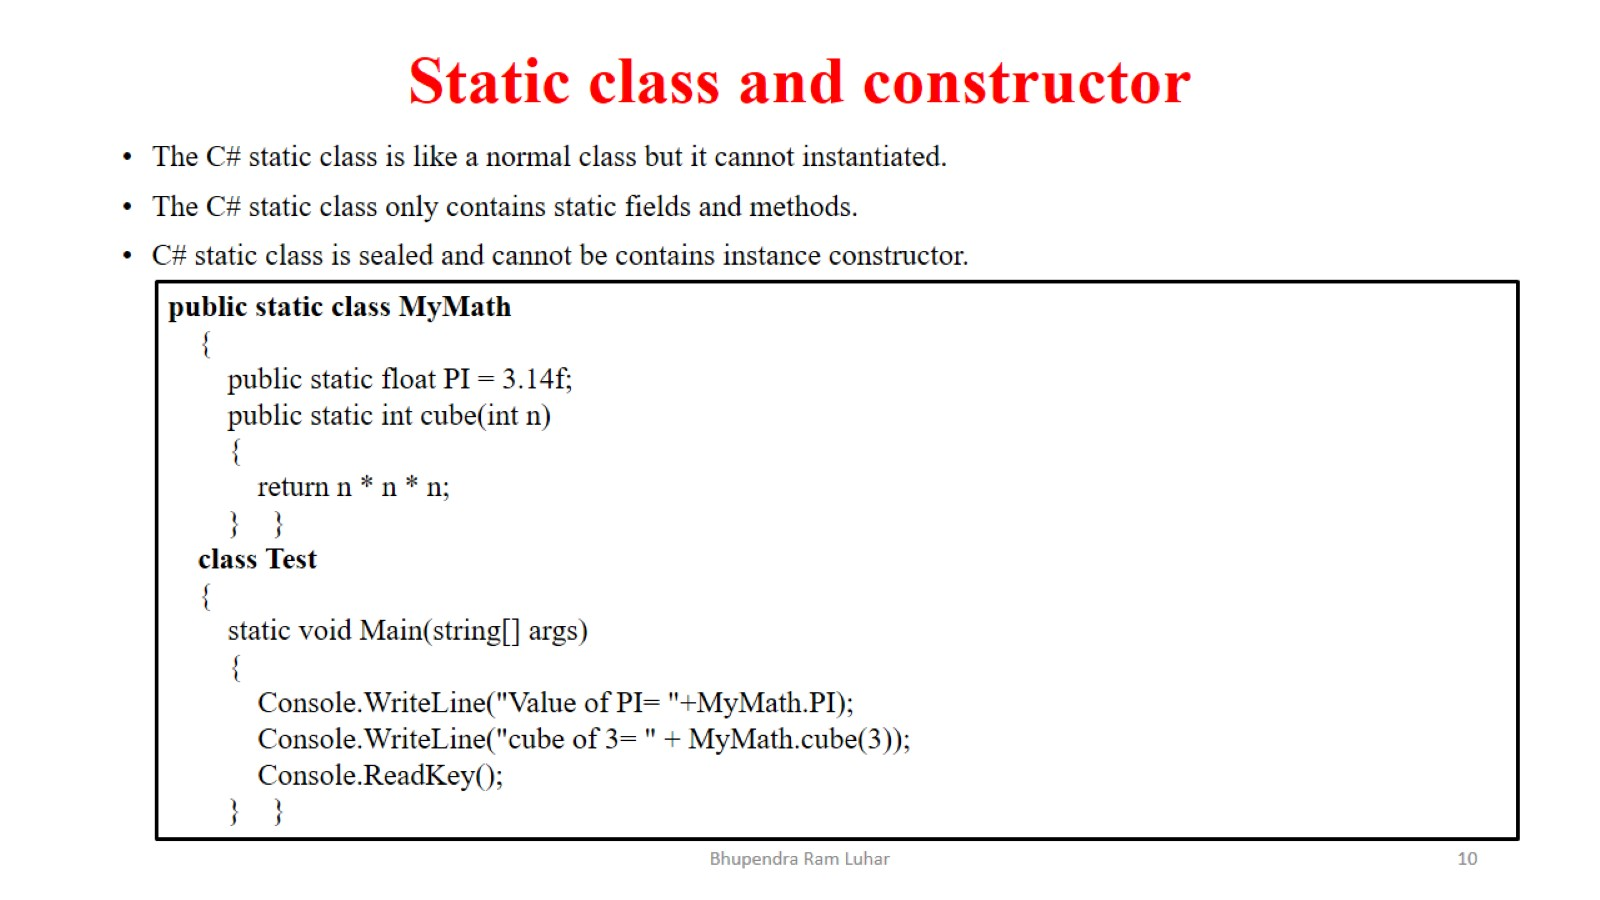 Static class and constructor
• The C# static class is like a normal class but it cannot instantiated.
• The C# static class only contains static fields and methods.
• C# static class is sealed and cannot be contains instance constructor.
public static class MyMath
{
public static float PI = 3.14f;
public static int cube(int n)
{
return n * n * n;
} }
class Test
{
static void Main(string[] args)
{
Console.WriteLine("Value of PI= "+MyMath.PI);
Console.WriteLine("cube of 3= " + MyMath.cube(3));
Console.ReadKey();
} }
Bhupendra Ram Luhar
10